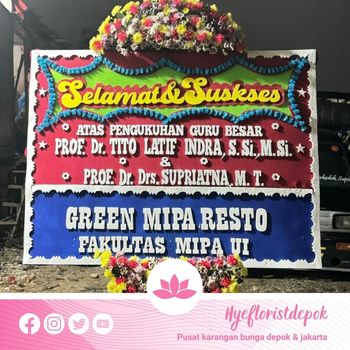 Selamat & Suskses
ATAS PENGUKUHAN GURU BESAR
PROF. Dr. TITO LATIF INDRA, S. Si., M.Si.
&
PROF. Dr. Drs. SUPRIATNA, M. T.
GREEN MIPA RESTO
FAKULTAS MIPA UI
Hyefloristdepok
Pusat karangan bunga depok & jakarta